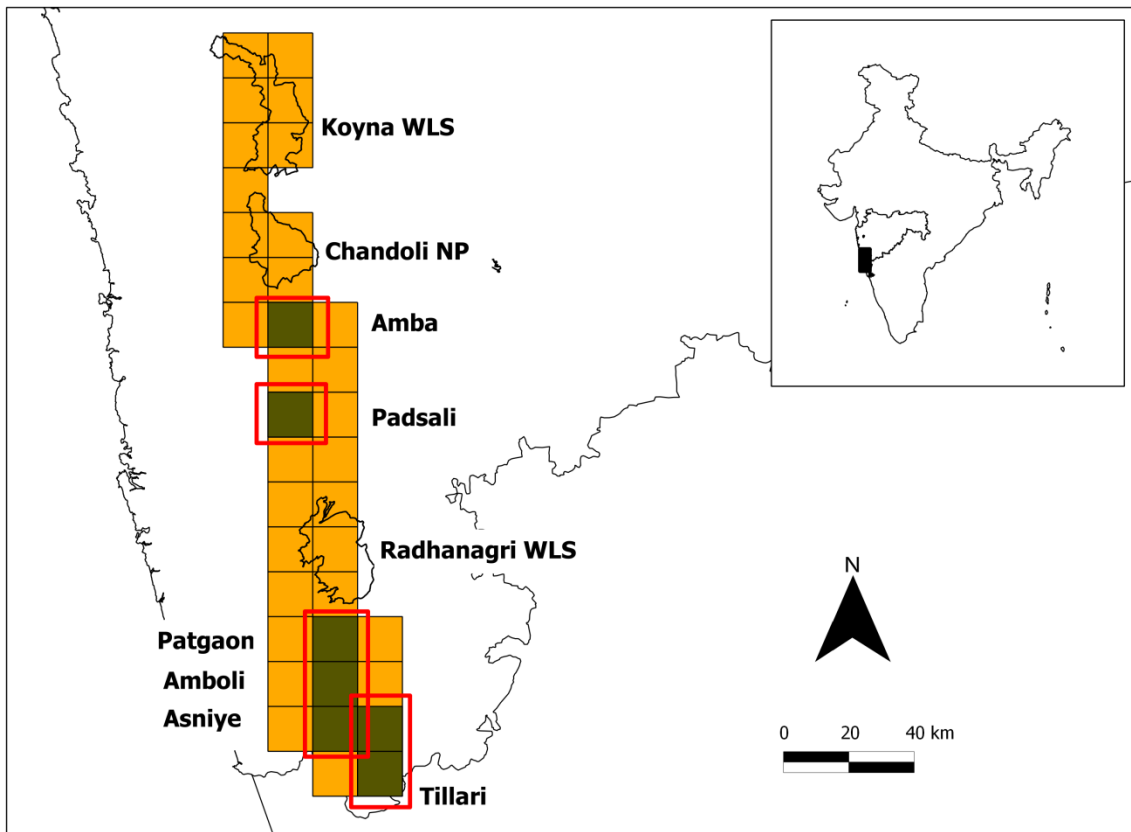 Koyna WLS
Chandoli NP
Amba
Padsali
Radhanagri WLS
Patgaon
Amboli
Asniye
Tillari
N
0 20 40 km